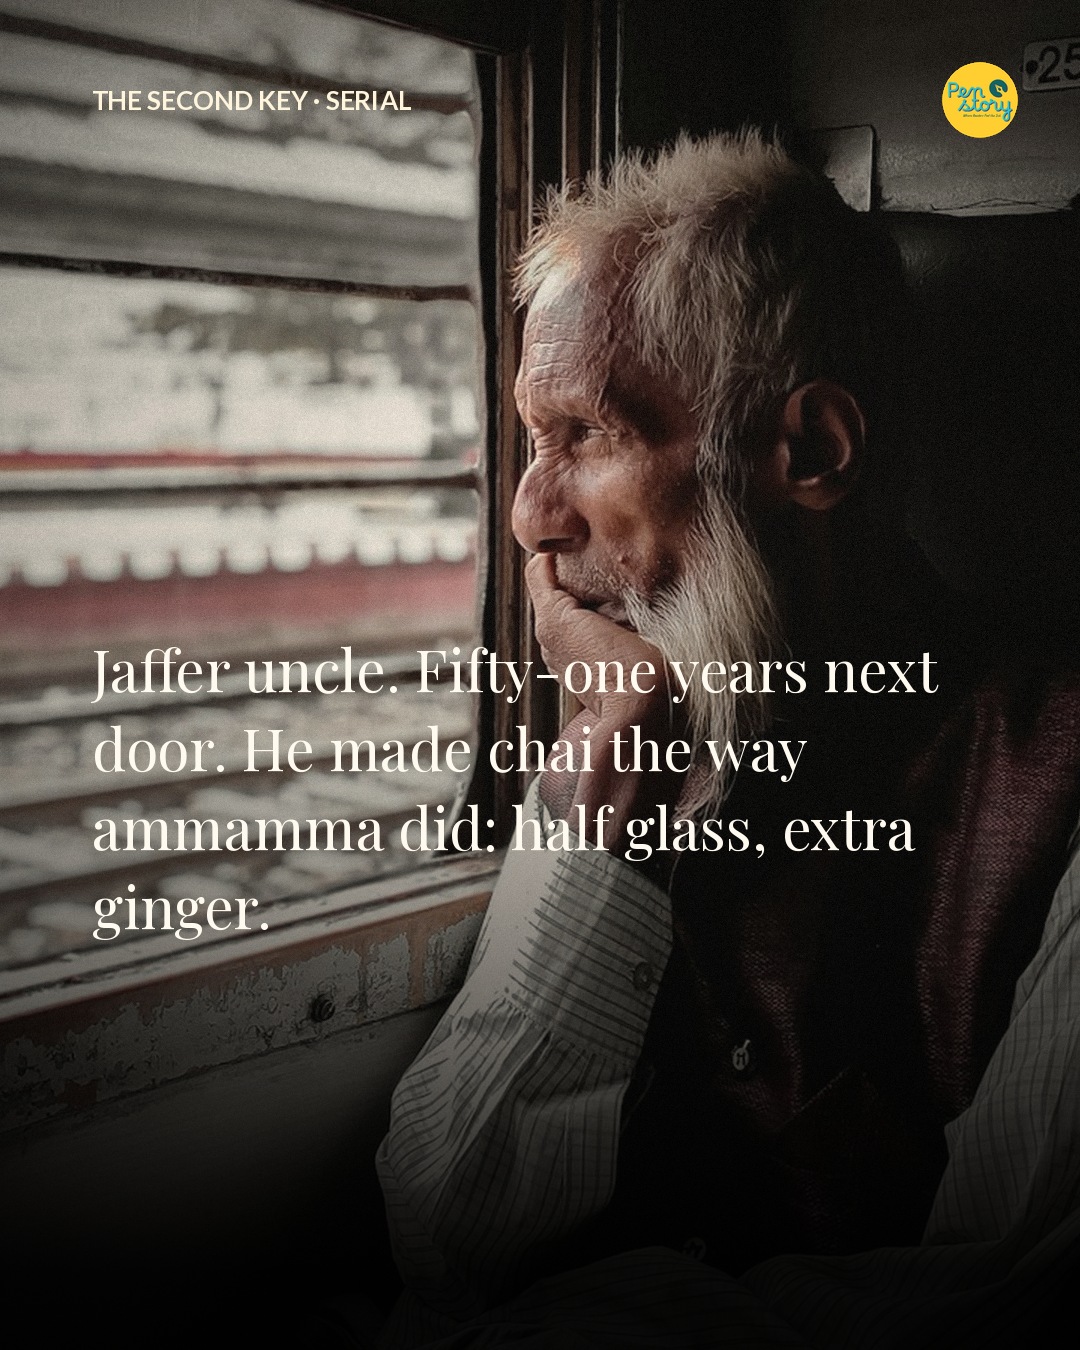 THE SECOND KEY · SERIAL
Pen
story
•25
Jaffer uncle. Fifty-one years next
door. He made chai the way
ammamma did: half glass, extra
ginger.